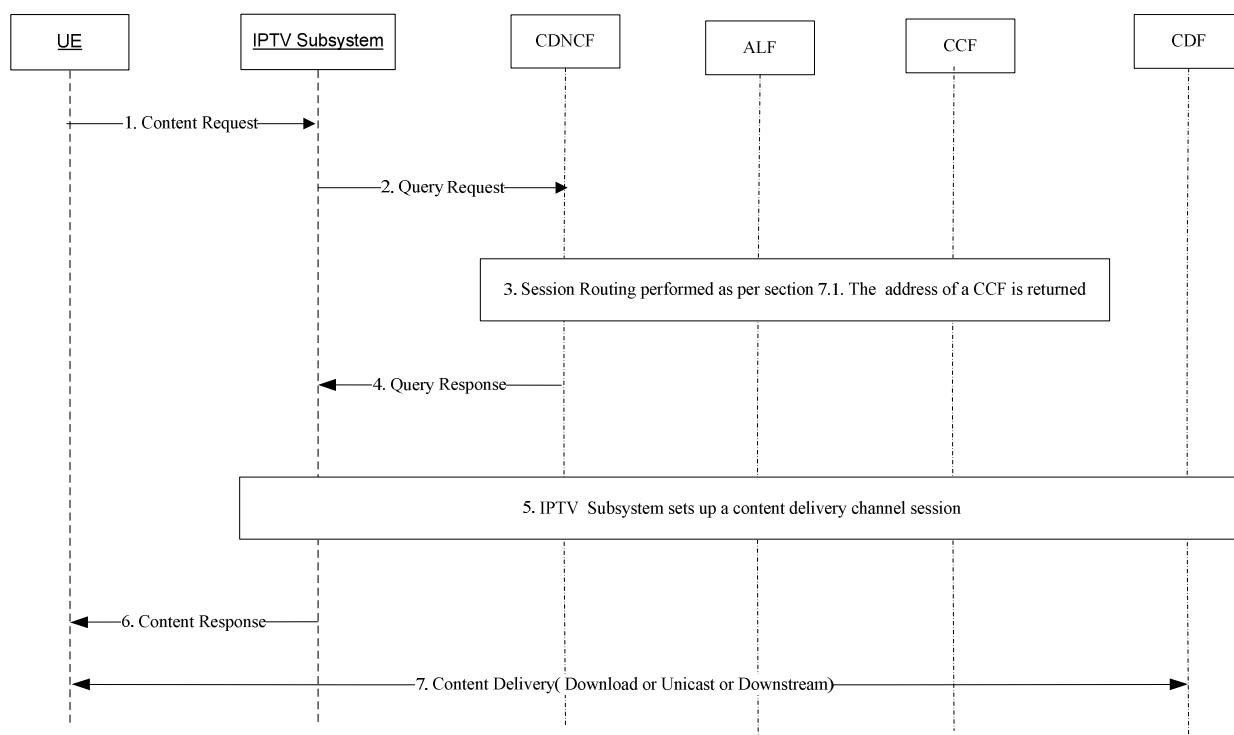 UE
IPTV Subsystem
CDNCF
ALF
CCF
CDF
1. Content Request
2. Query Request
3. Session Routing performed as per section 7.1. The address of a CCF is returned
4. Query Response
5. IPTV Subsystem sets up a content delivery channel session
6. Content Response
7. Content Delivery( Download or Unicast or Downstream)